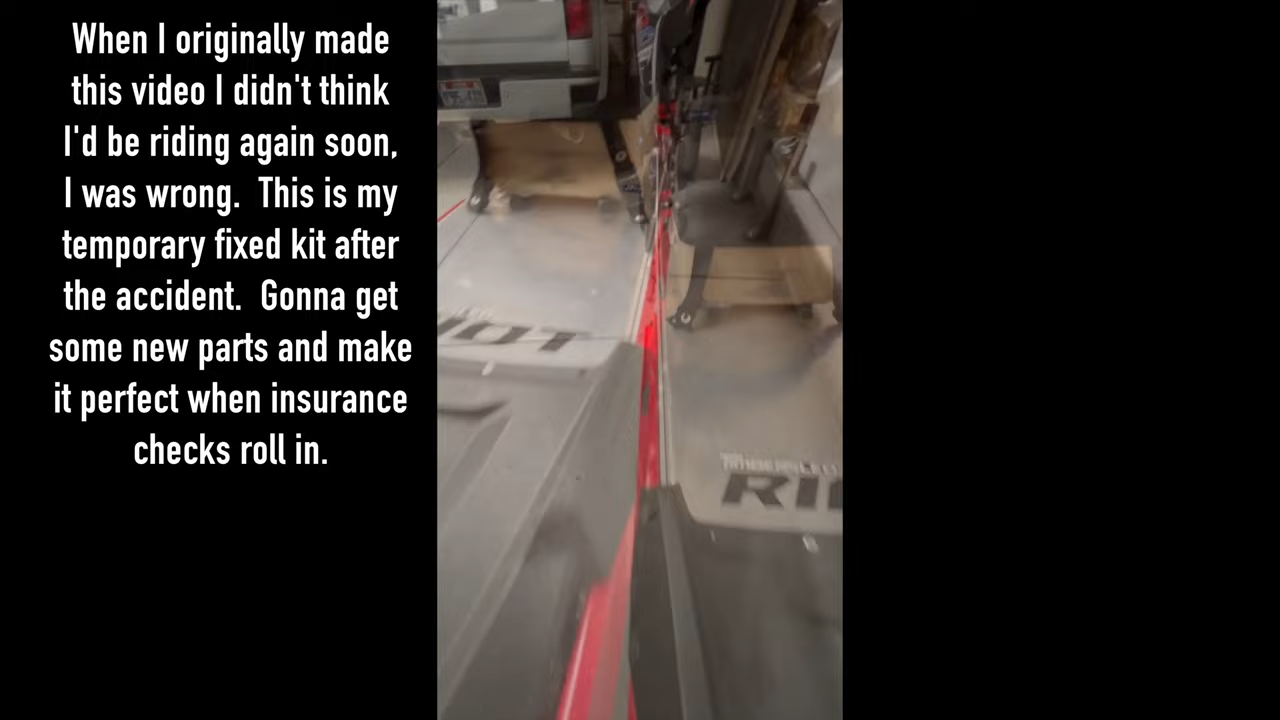 When I originally made
this video I didn't think
I'd be riding again soon,
I was wrong.  This is my
temporary fixed kit after
the accident.  Gonna get
some new parts and make
it perfect when insurance
checks roll in.